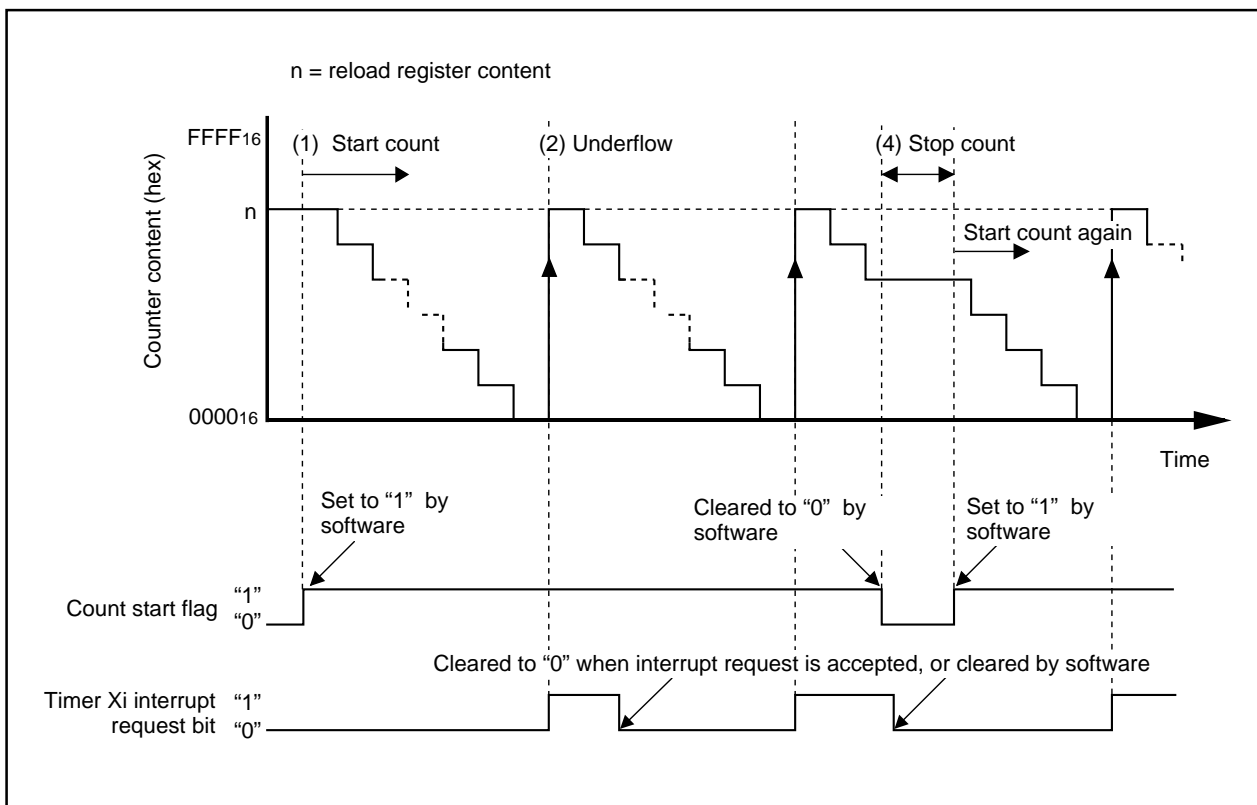 n = reload register content
FFFF16
(1) Start count
(2) Underflow
(4) Stop count
n
Start count again
Counter content (hex)
000016
Time
Set to “1” by
software
Cleared to “0” by
software
Set to “1” by
software
“1”
Count start flag
“0”
Cleared to “0” when interrupt request is accepted, or cleared by software
Timer Xi interrupt “1”
request bit “0”